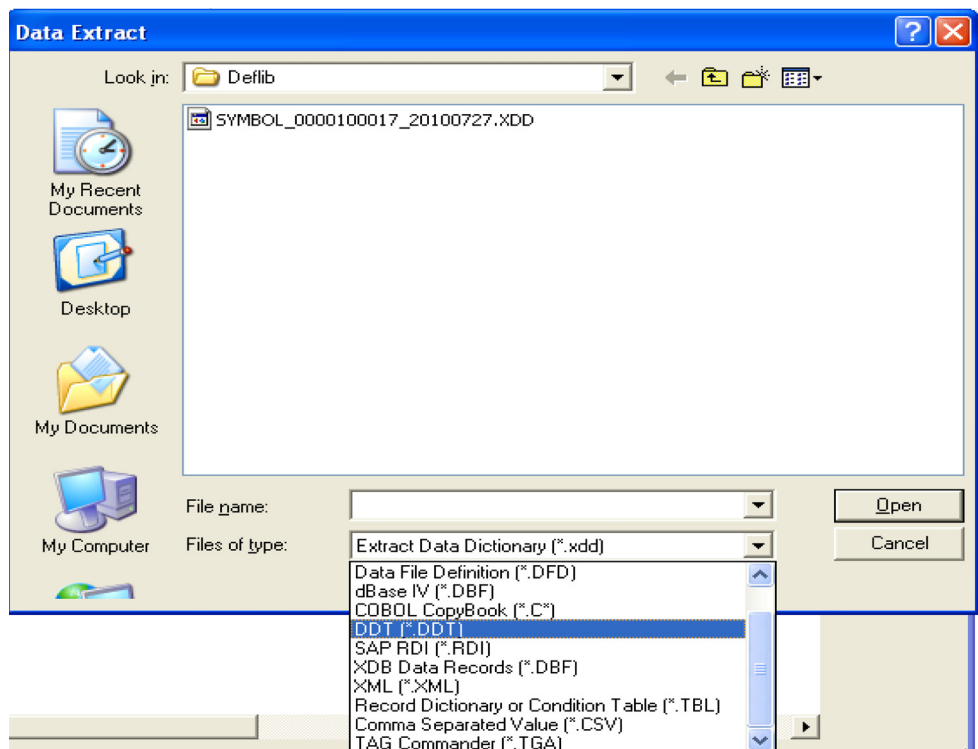 Data Extract
Look in:
Deflib
SYMBOL_0000100017_20100727.XDD
My Recent
Documents
Desktop
My Documents
My Computer
File name:
Open
Files of type:
Extract Data Dictionary (*.xdd)
Cancel
Data File Definition (*.DFD)
dBase IV (*.DBF)
COBOL CopyBook (*.C*)
DDT (*.DDT)
SAP RDI (*.RDI)
XDB Data Records (*.DBF)
XML (*.XML)
Record Dictionary or Condition Table (*.TBL)
Comma Separated Value (*.CSV)
TAG Commander (*.TGA)